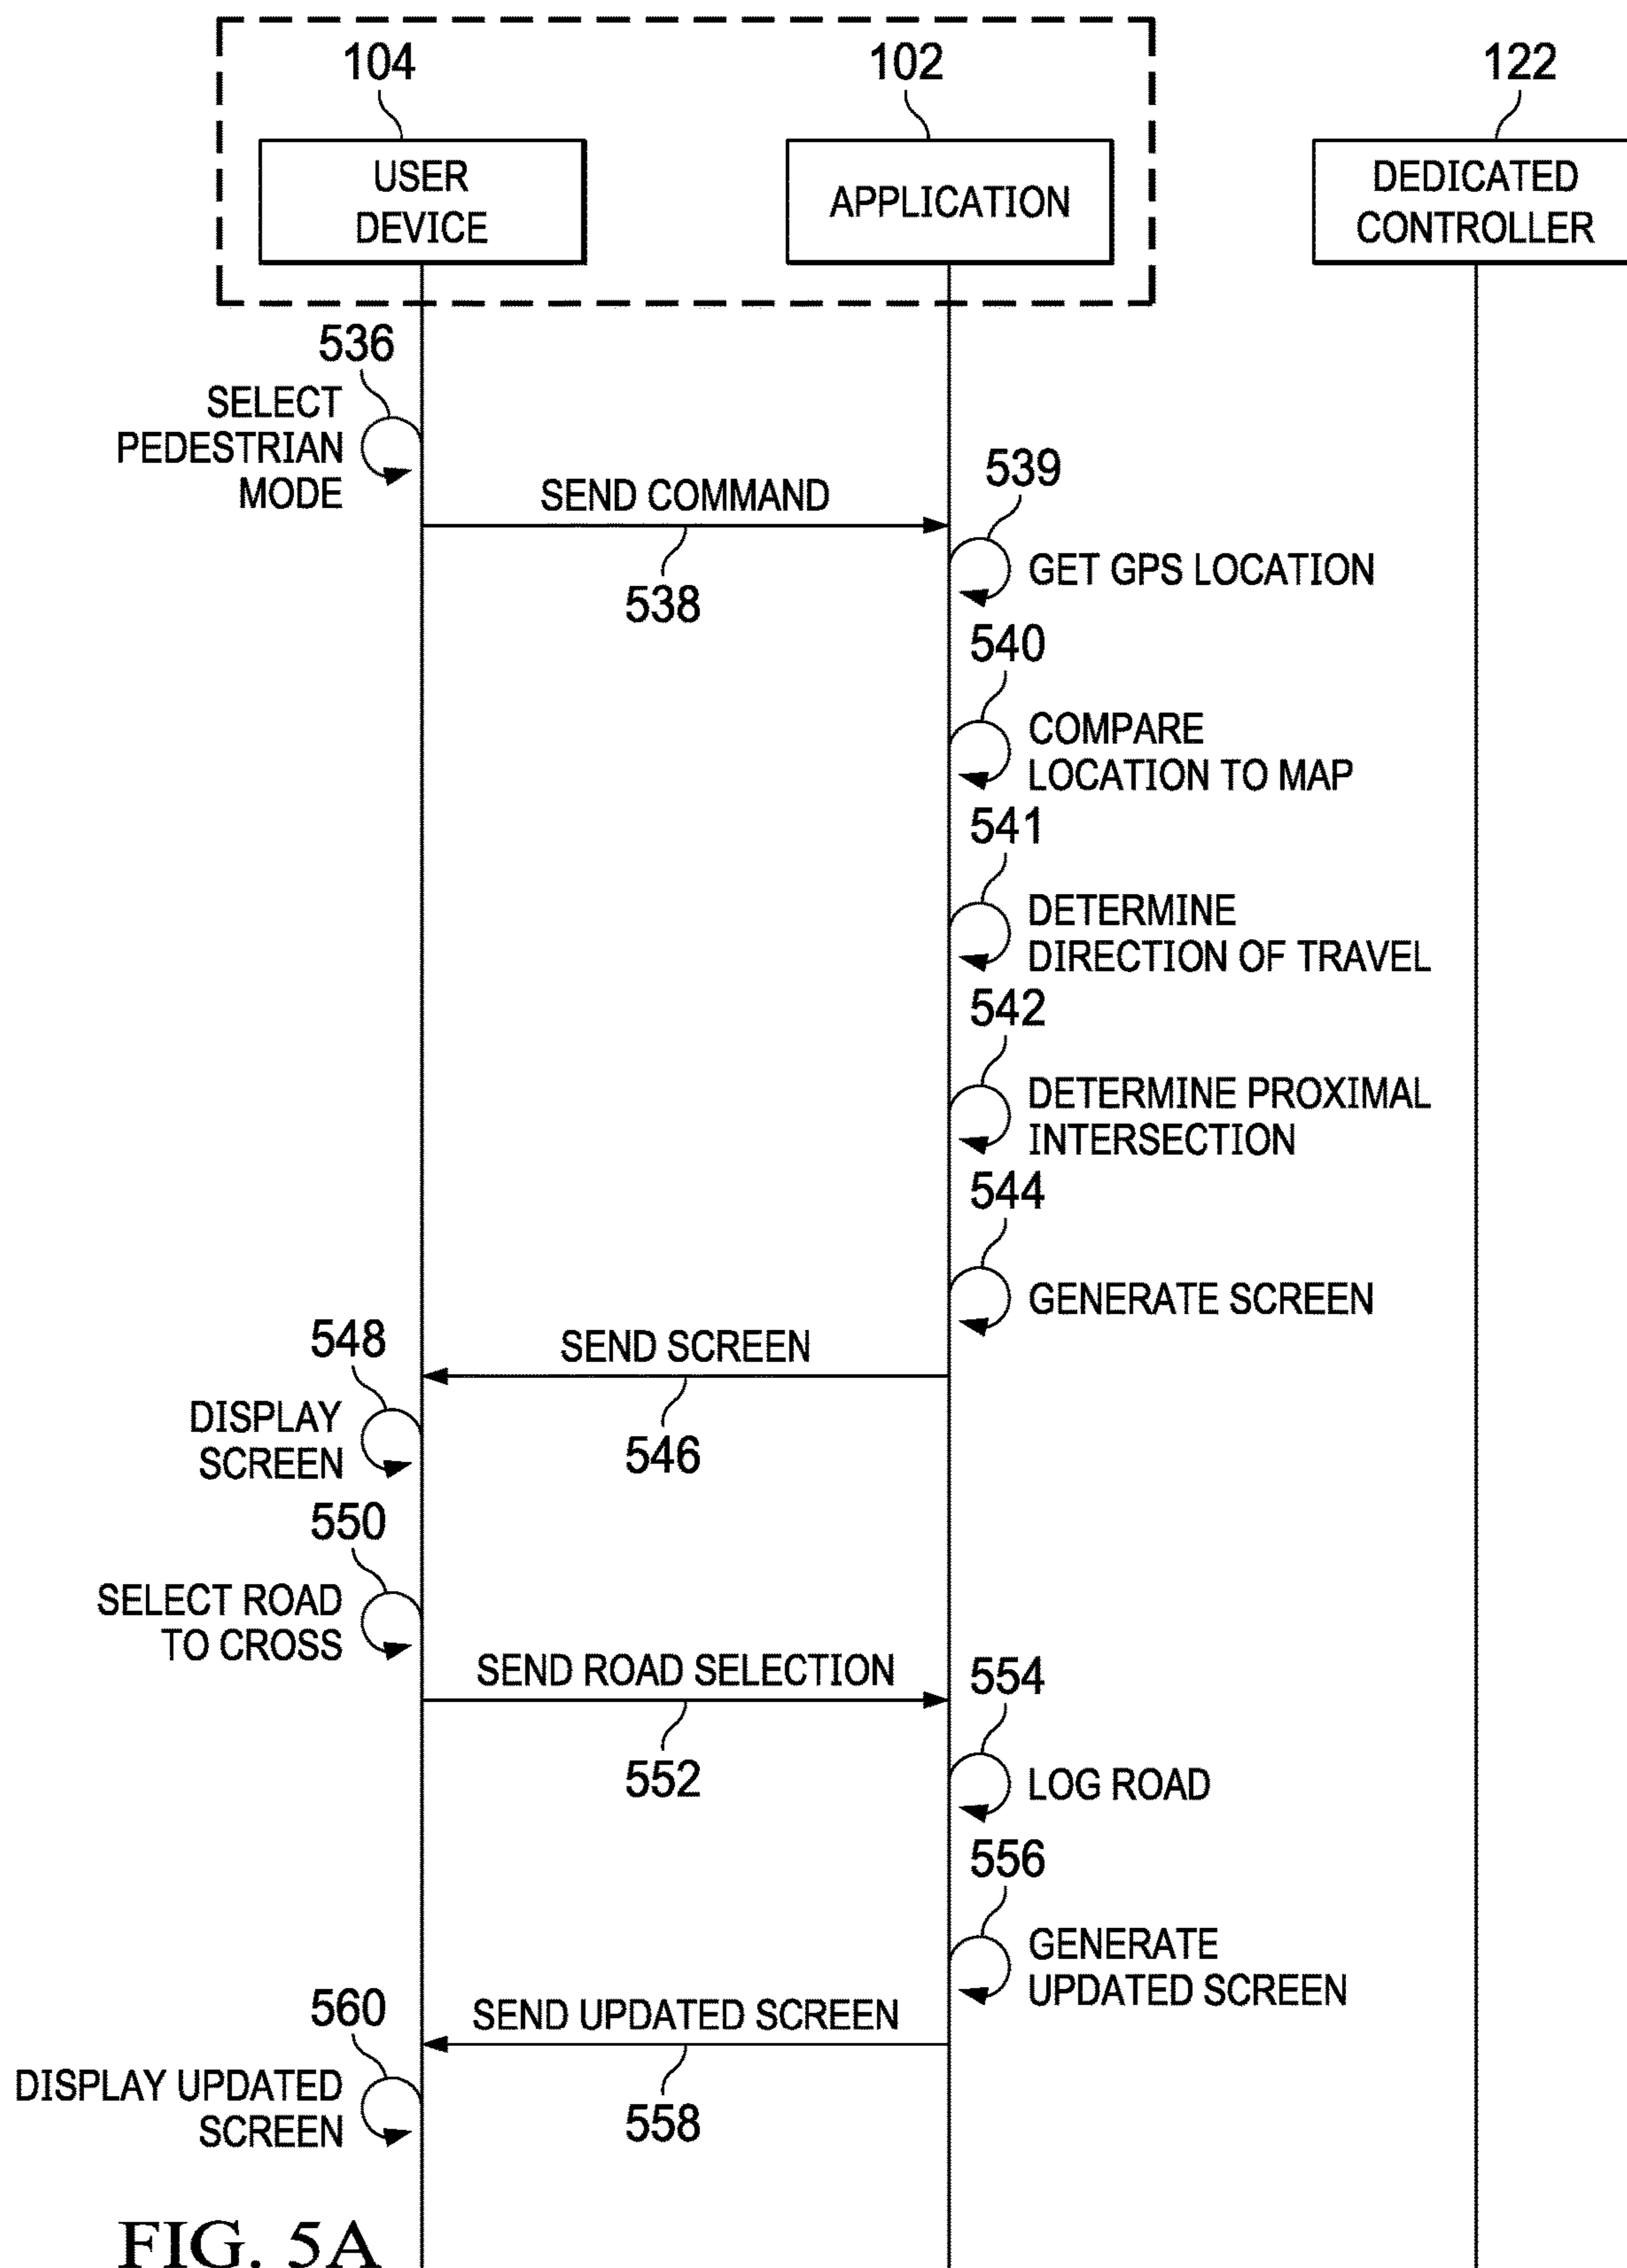 104
102
122
USER
DEVICE
APPLICATION
DEDICATED
CONTROLLER
536
SELECT
PEDESTRIAN
MODE
SEND COMMAND
538
539
GET GPS LOCATION
540
COMPARE
LOCATION TO MAP
541
DETERMINE
DIRECTION OF TRAVEL
542
DETERMINE PROXIMAL
INTERSECTION
544
GENERATE SCREEN
SEND SCREEN
546
548
DISPLAY
SCREEN
550
SELECT ROAD
TO CROSS
SEND ROAD SELECTION
552
554
LOG ROAD
556
GENERATE
UPDATED SCREEN
SEND UPDATED SCREEN
558
560
DISPLAY UPDATED
SCREEN
FIG. 5A